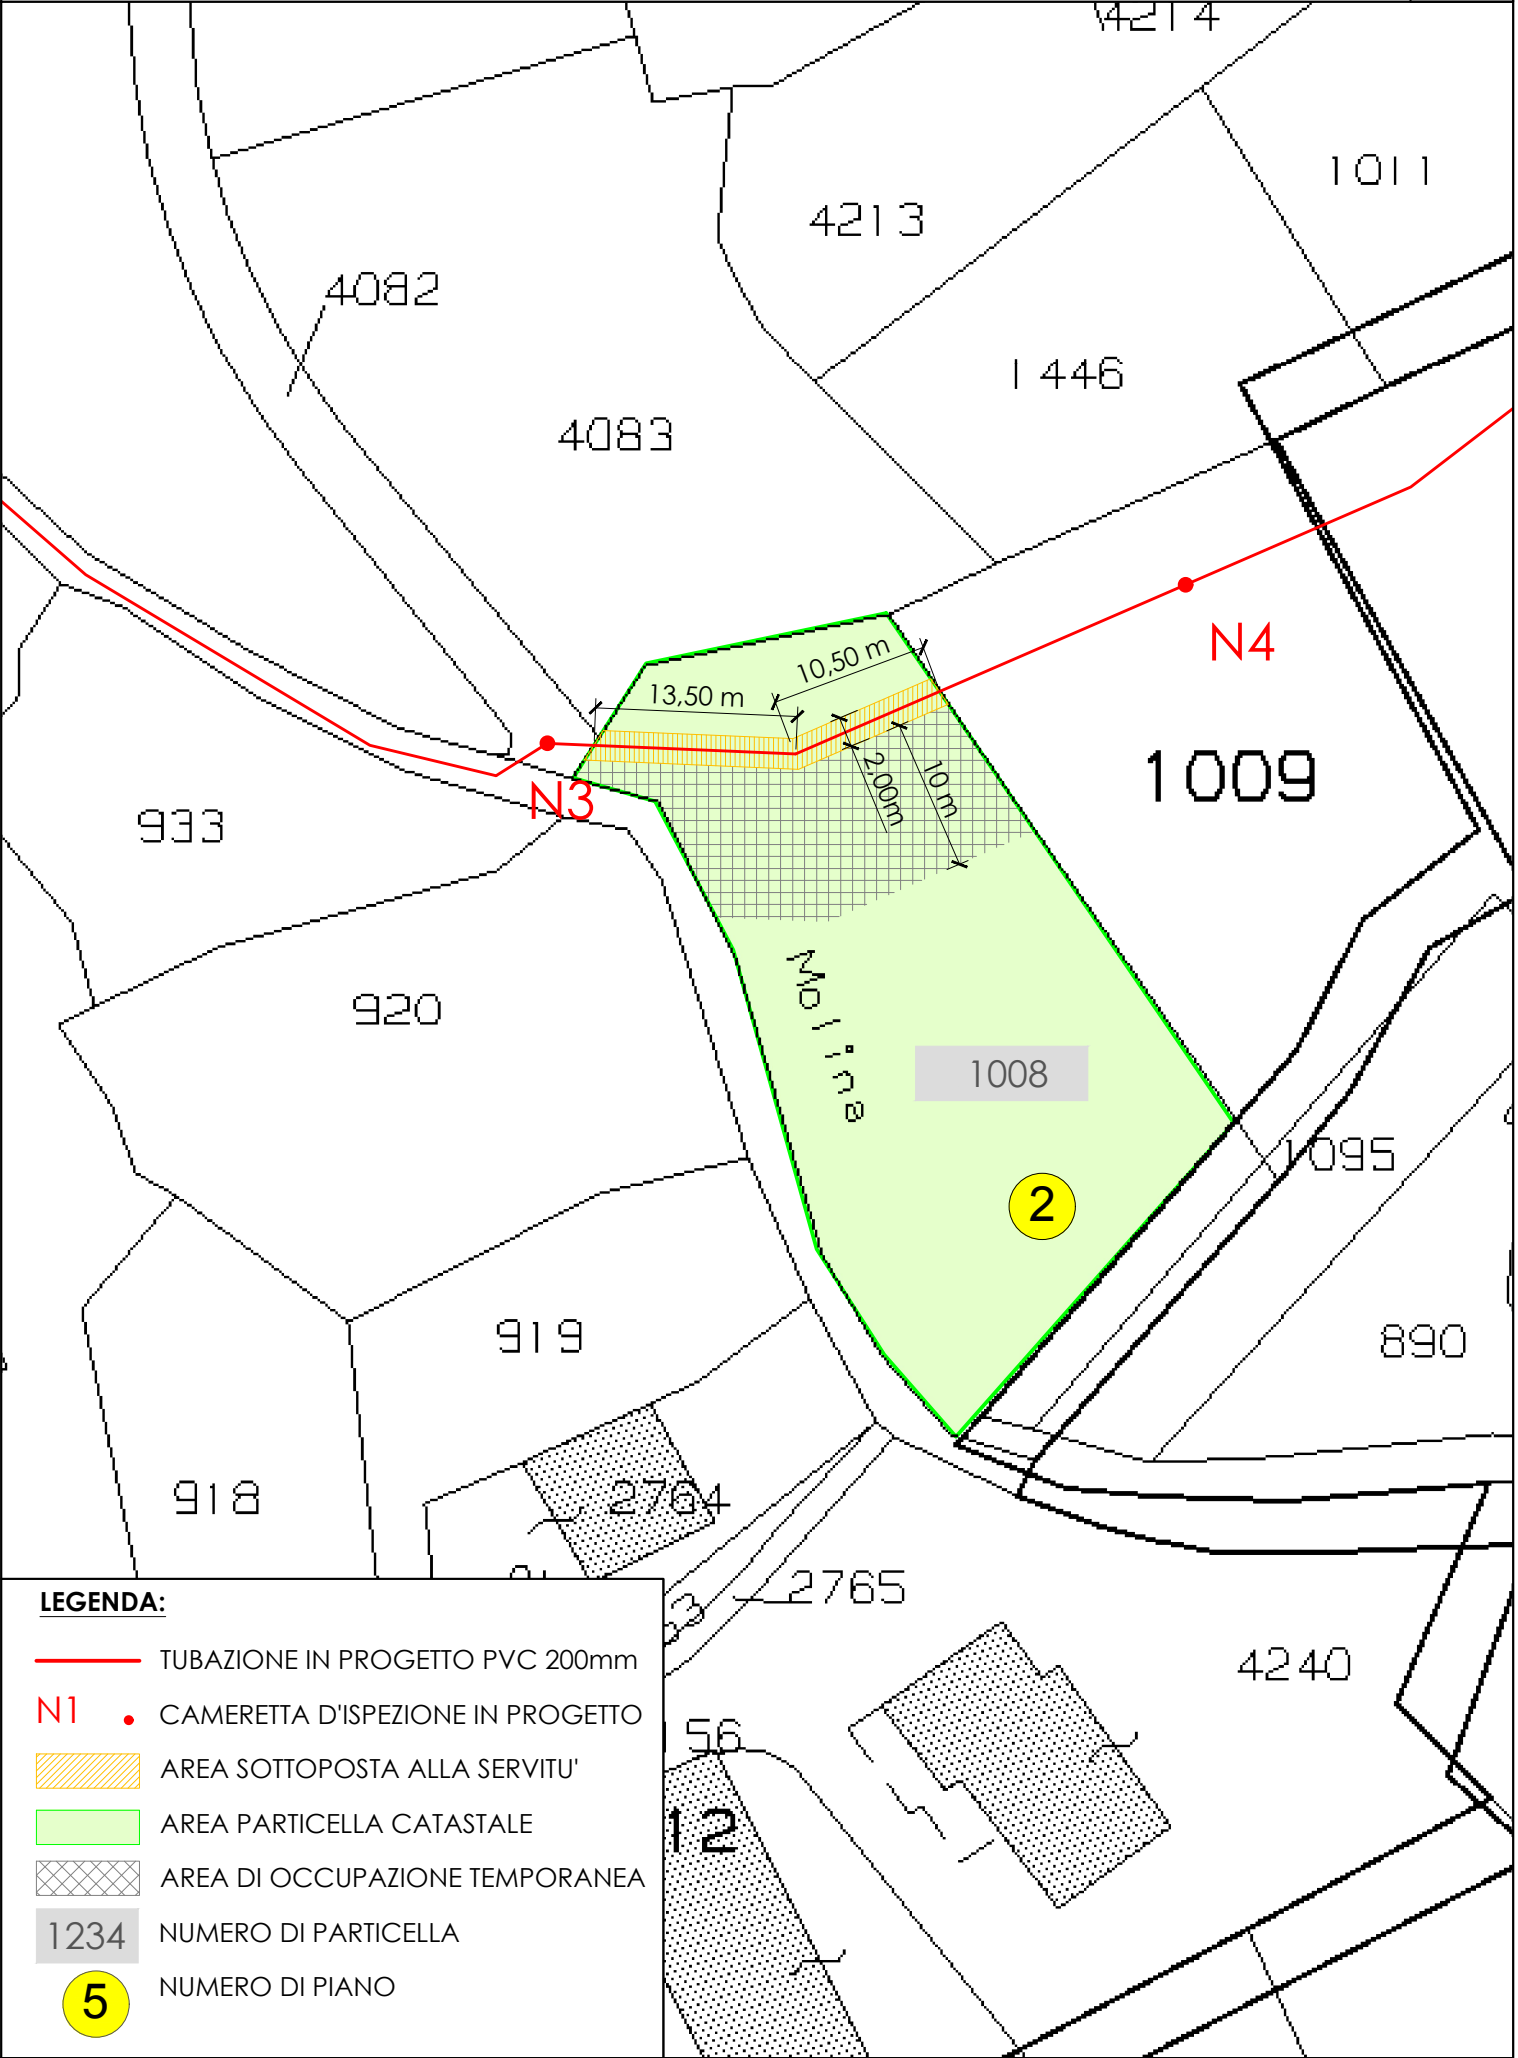 4214
1011
4213
4082
1446
4083
N4
10,50 m
13,50 m
1009
2,00m
10 m
N3
933
920
Molina
1008
1095
2
919
890
918
2764
2765
4240
56
12
LEGENDA:
TUBAZIONE IN PROGETTO PVC 200mm
N1 CAMERETTA D'ISPEZIONE IN PROGETTO
AREA SOTTOPOSTA ALLA SERVITU'
AREA PARTICELLA CATASTALE
AREA DI OCCUPAZIONE TEMPORANEA
1234 NUMERO DI PARTICELLA
5 NUMERO DI PIANO